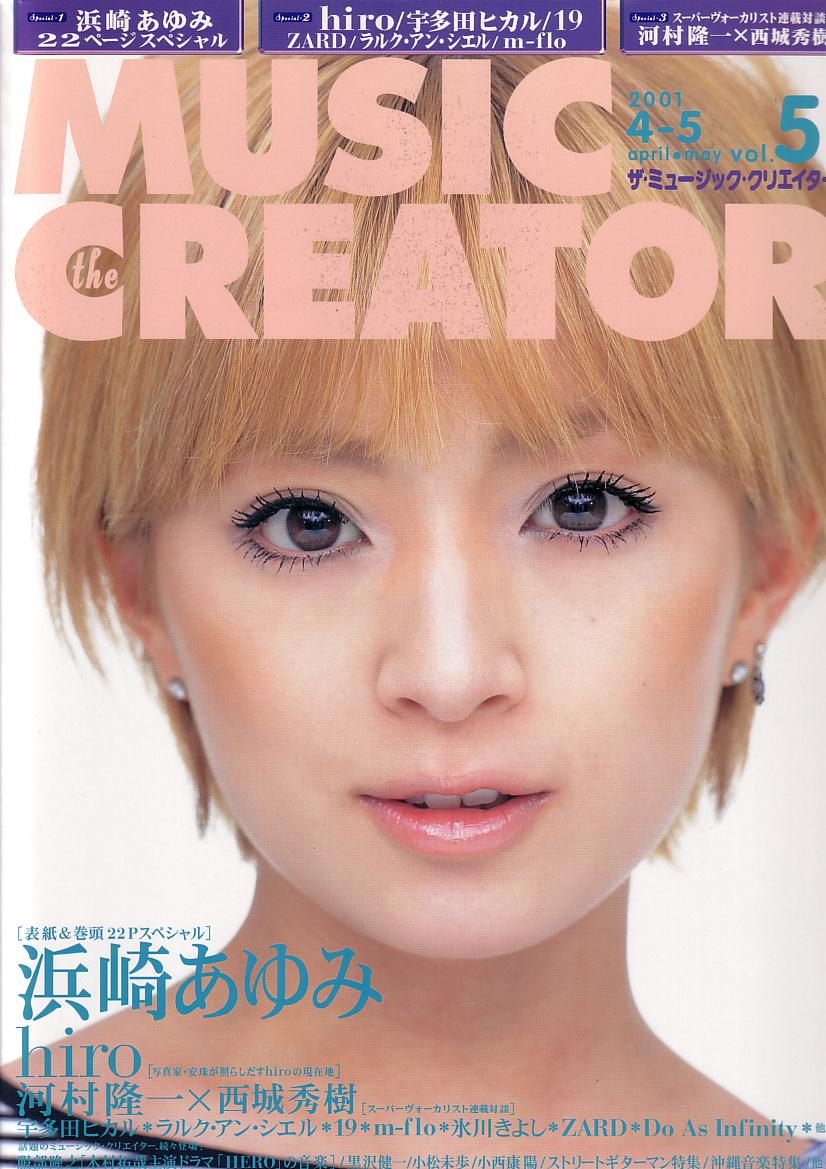 Special・1 浜崎あゆみ
22ページスペシャル
Special・2 hiro/宇多田ヒカル/19
ZARD/ラルク・アン・シエル/m-flo
Special・3 スーパーヴォーカリスト連載対談
河村隆一×西城秀樹
MUSIC
2001
4-5
april●may vol.5
ザ・ミュージック・クリエイター
the
CREATOR
[表紙&巻頭22Pスペシャル]
浜崎あゆみ
hiro[写真家・安珠が照らしだすhiroの現在地]
河村隆一×西城秀樹[スーパーヴォーカリスト連載対談]
宇多田ヒカル*ラルク・アン・シエル*19*m-flo*氷川きよし*ZARD*Do As Infinity*他
話題のミュージック・クリエイター、続々登場!
「木村拓哉主演ドラマ「HERO」の音楽]/黒沢健一/小松未歩/小西康陽/ストリートギターマン特集/沖縄音楽特集/他